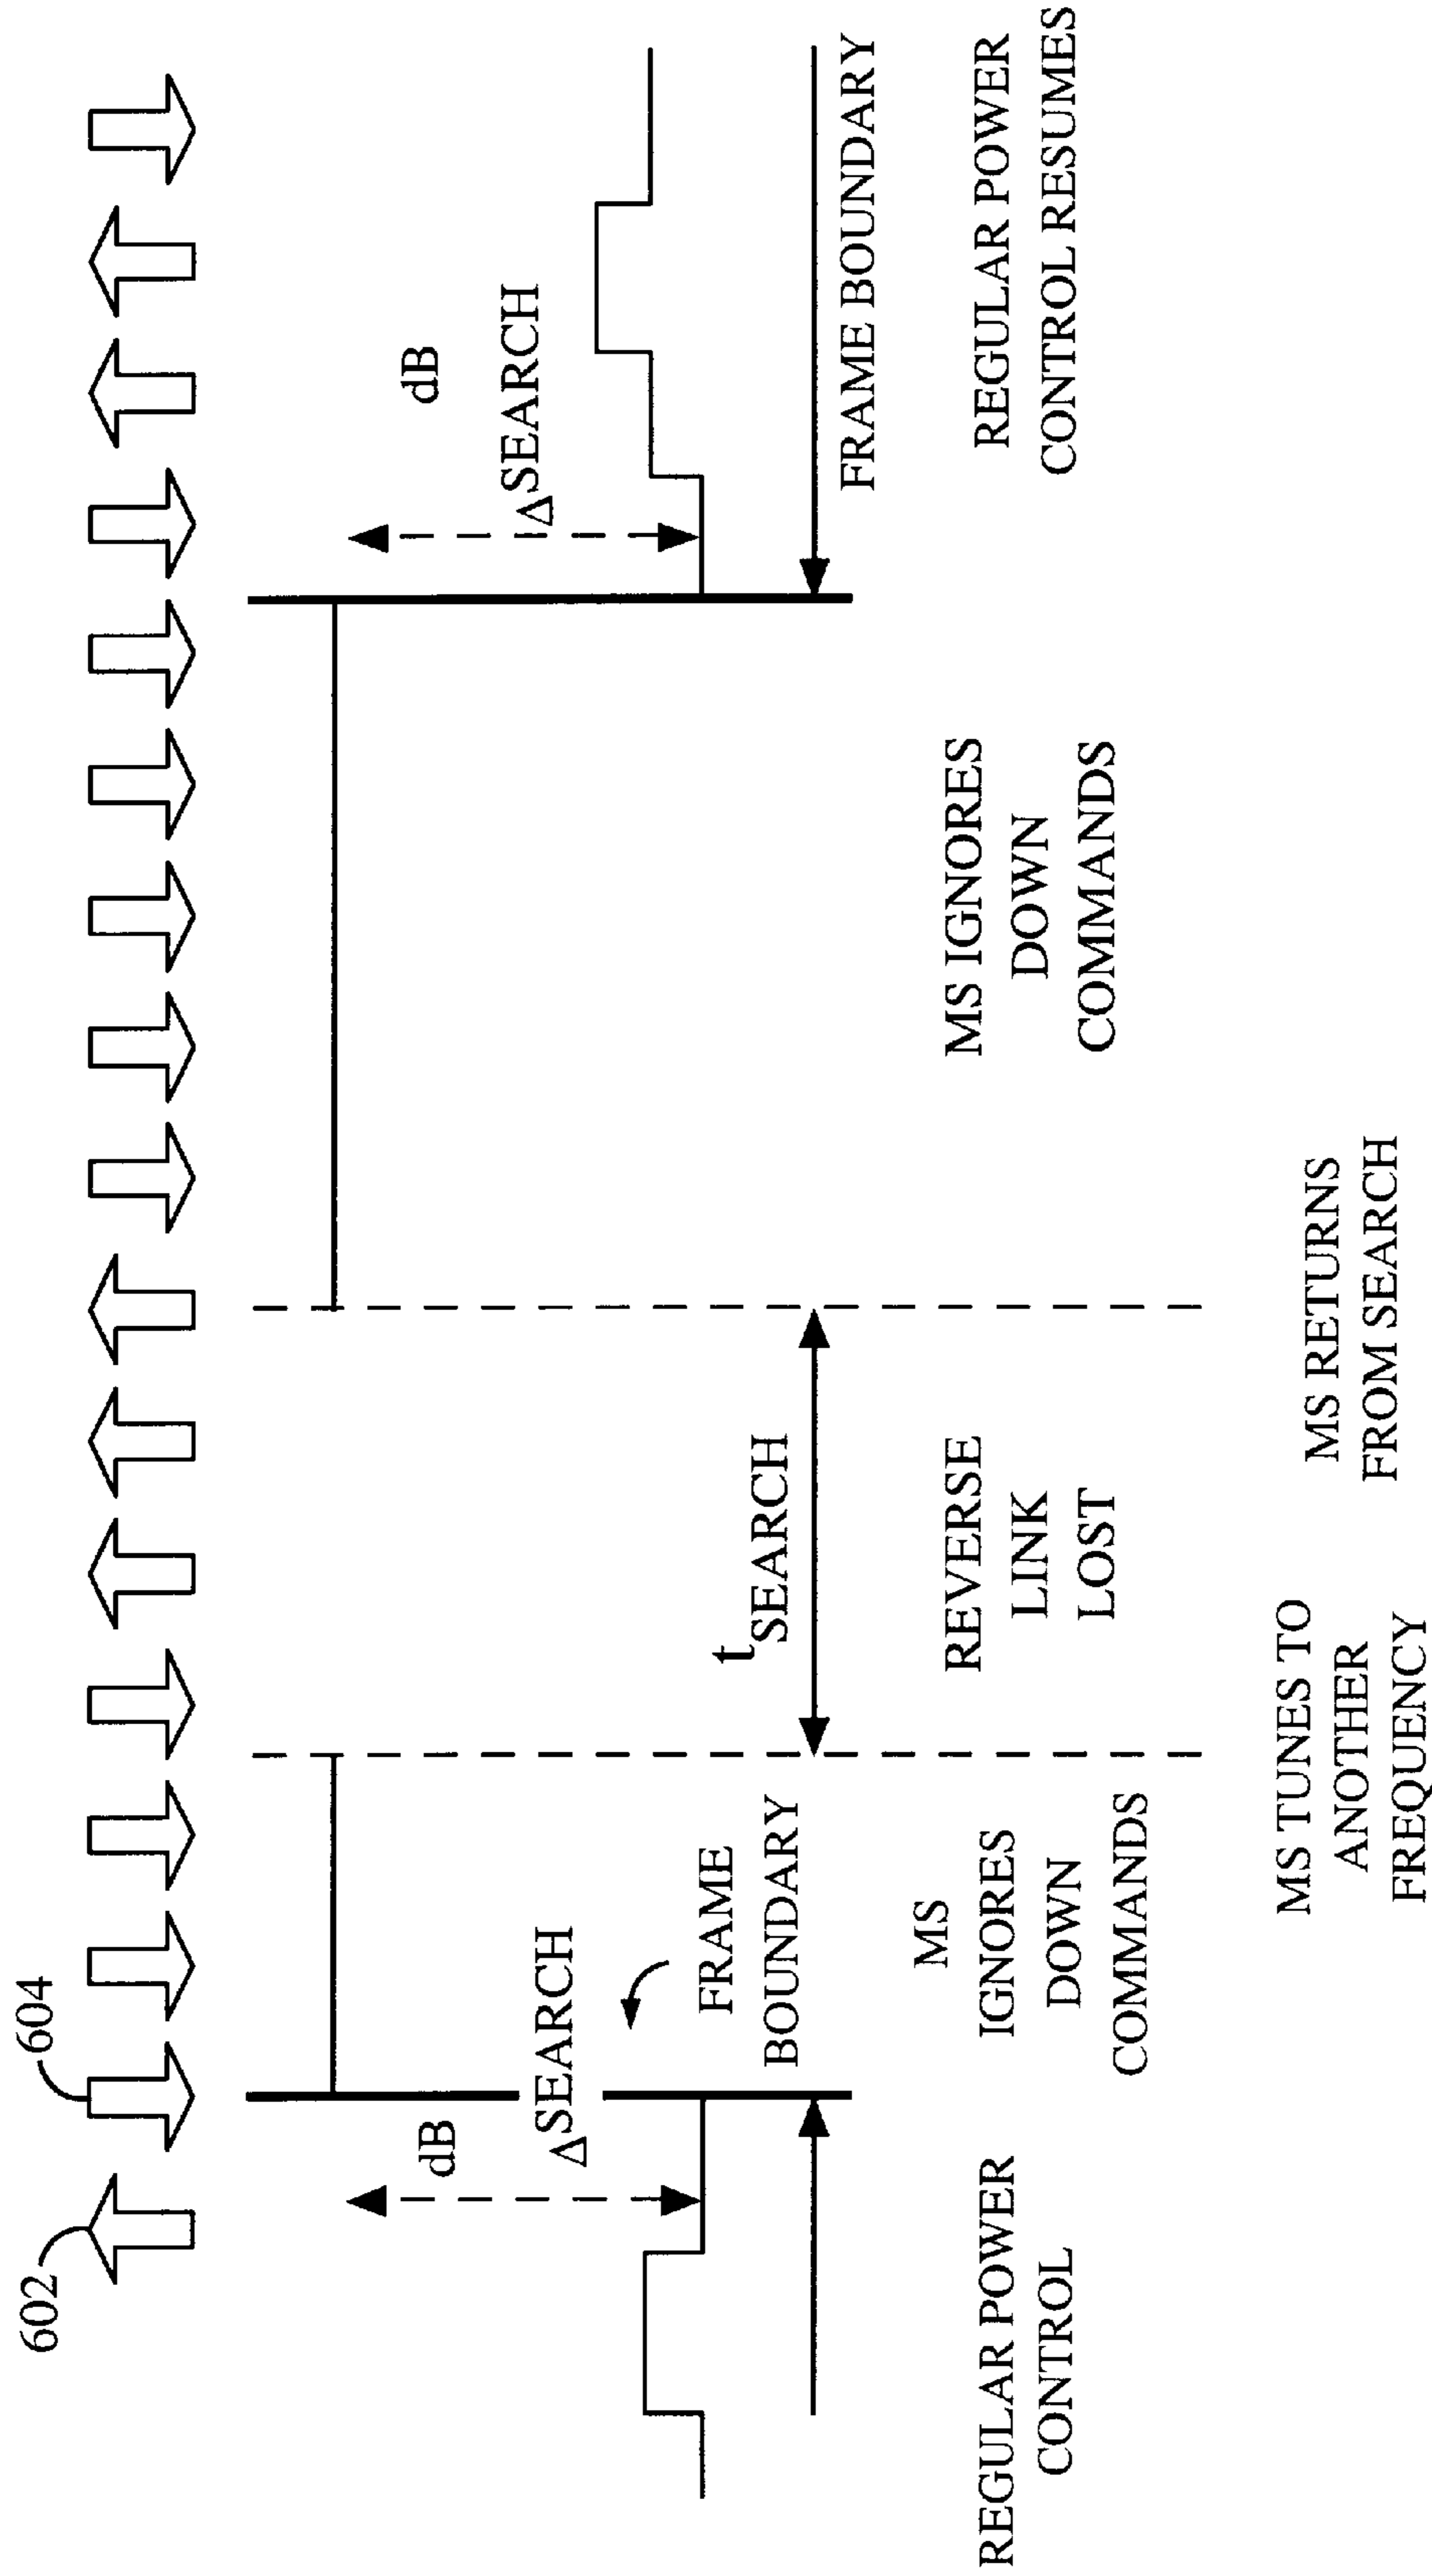 602
604
dB
ΔSEARCH
FRAME
BOUNDARY
tSEARCH
dB
ΔSEARCH
FRAME BOUNDARY
REGULAR POWER
CONTROL
MS
IGNORES
DOWN
COMMANDS
REVERSE
LINK
LOST
MS IGNORES
DOWN
COMMANDS
REGULAR POWER
CONTROL RESUMES
MS TUNES TO
ANOTHER
FREQUENCY
MS RETURNS
FROM SEARCH